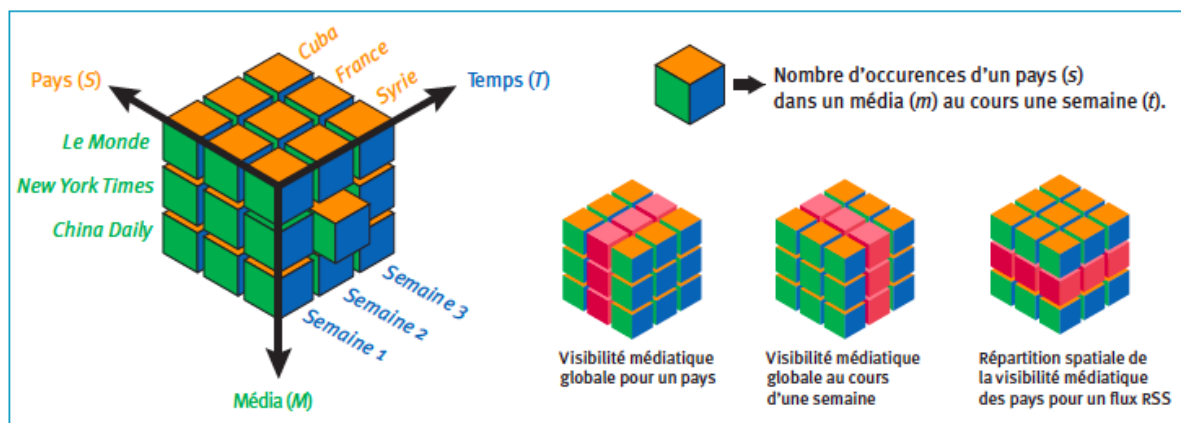 Pays (S)
Cuba
France
Syrie
Temps (T)
Le Monde
New York Times
China Daily
Semaine 3
Semaine 2
Semaine 1
Média (M)
Nombre d'occurences d'un pays (s)
dans un média (m) au cours une semaine (t).
Visibilité médiatique
globale pour un pays
Visibilité médiatique
globale au cours
d'une semaine
Répartition spatiale de
la visibilité médiatique
des pays pour un flux RSS